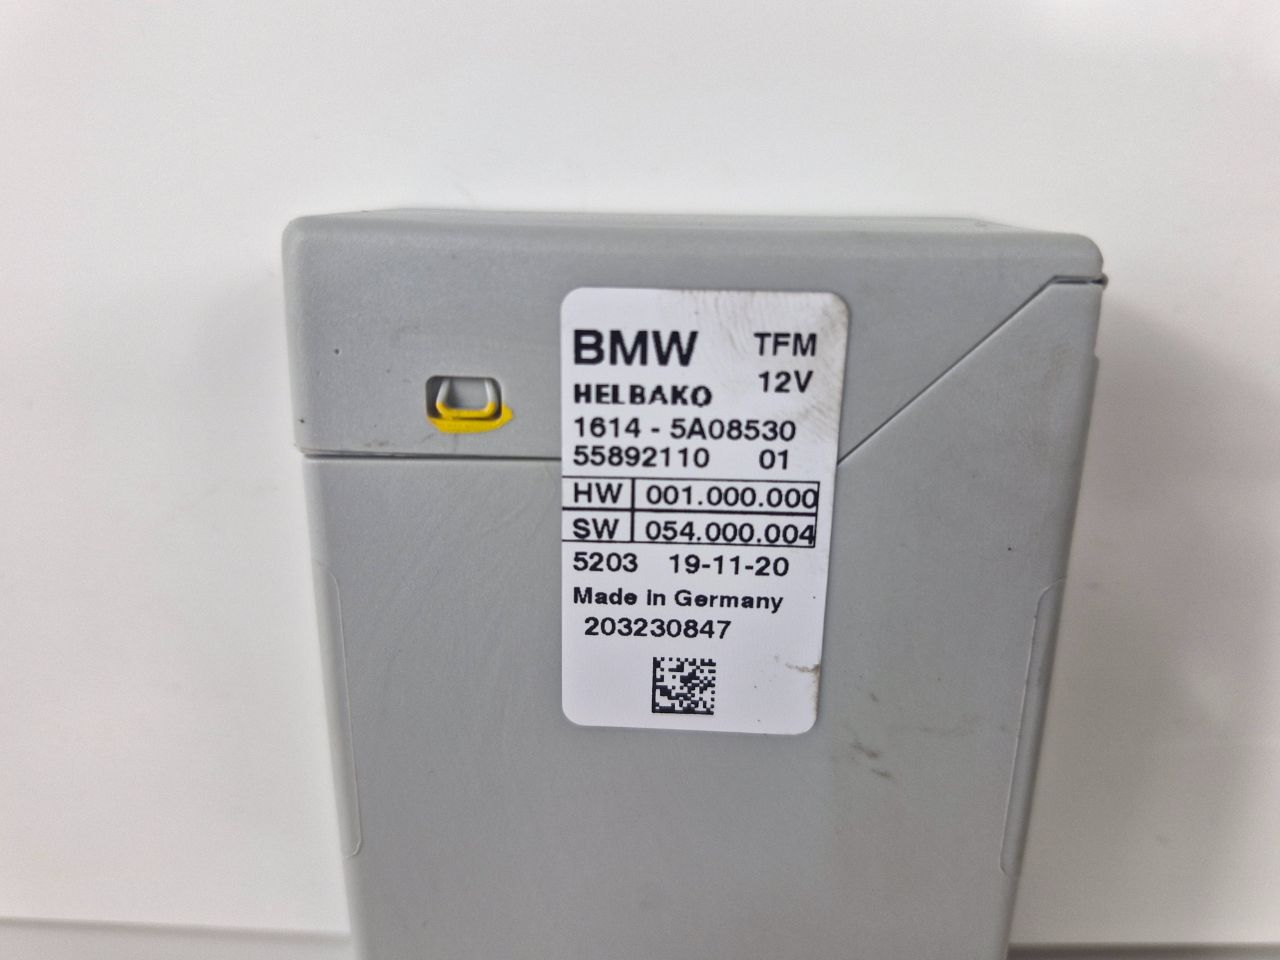 BMW TFM
HELBAKO 12V
1614 - 5A08530
55892110 01
HW 001.000.000
SW 054.000.004
5203 19-11-20
Made in Germany
203230847